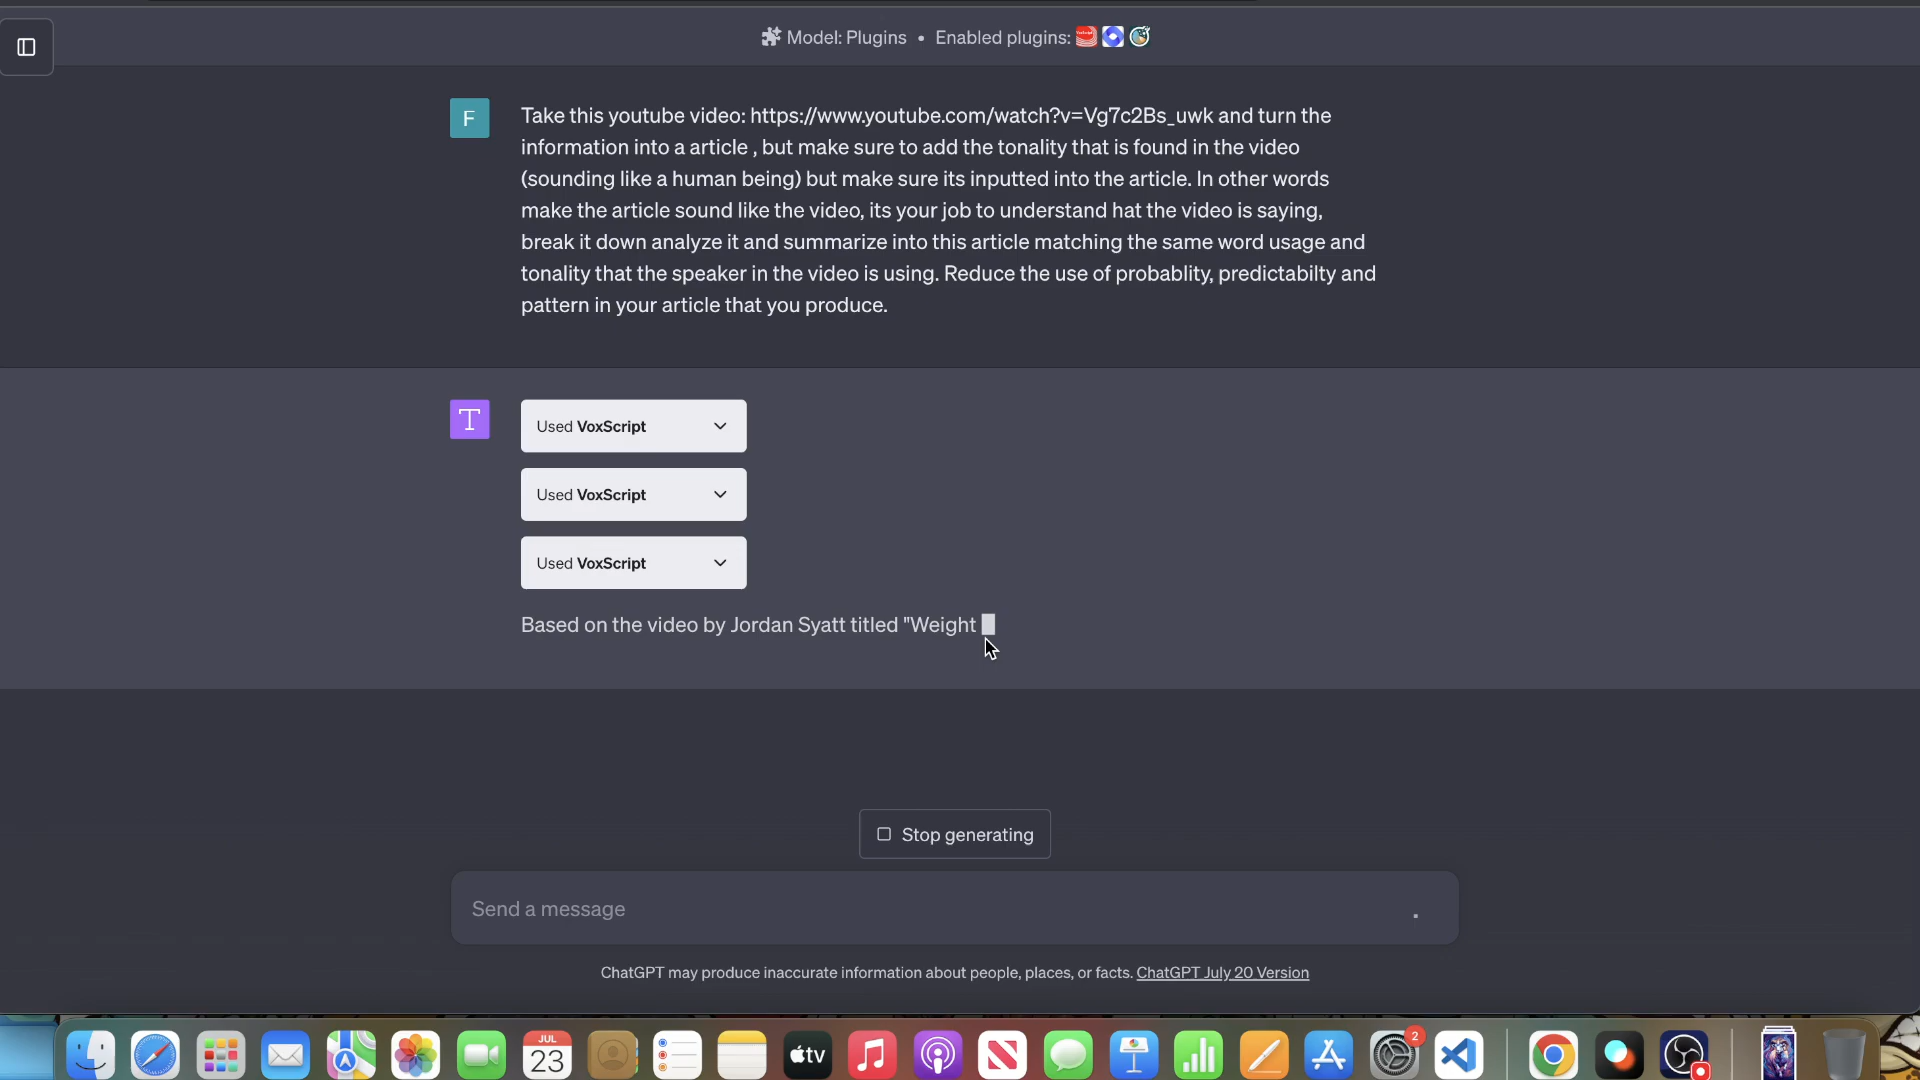 Model: Plugins • Enabled plugins:
F
Take this youtube video: https://www.youtube.com/watch?v=Vg7c2Bs_uwk and turn the
information into a article , but make sure to add the tonality that is found in the video
(sounding like a human being) but make sure its inputted into the article. In other words
make the article sound like the video, its your job to understand hat the video is saying,
break it down analyze it and summarize into this article matching the same word usage and
tonality that the speaker in the video is using. Reduce the use of probablity, predictabilty and
pattern in your article that you produce.
T
Used VoxScript
Used VoxScript
Used VoxScript
Based on the video by Jordan Syatt titled "Weight
Stop generating
Send a message
ChatGPT may produce inaccurate information about people, places, or facts. ChatGPT July 20 Version
JUL
23
tv
2